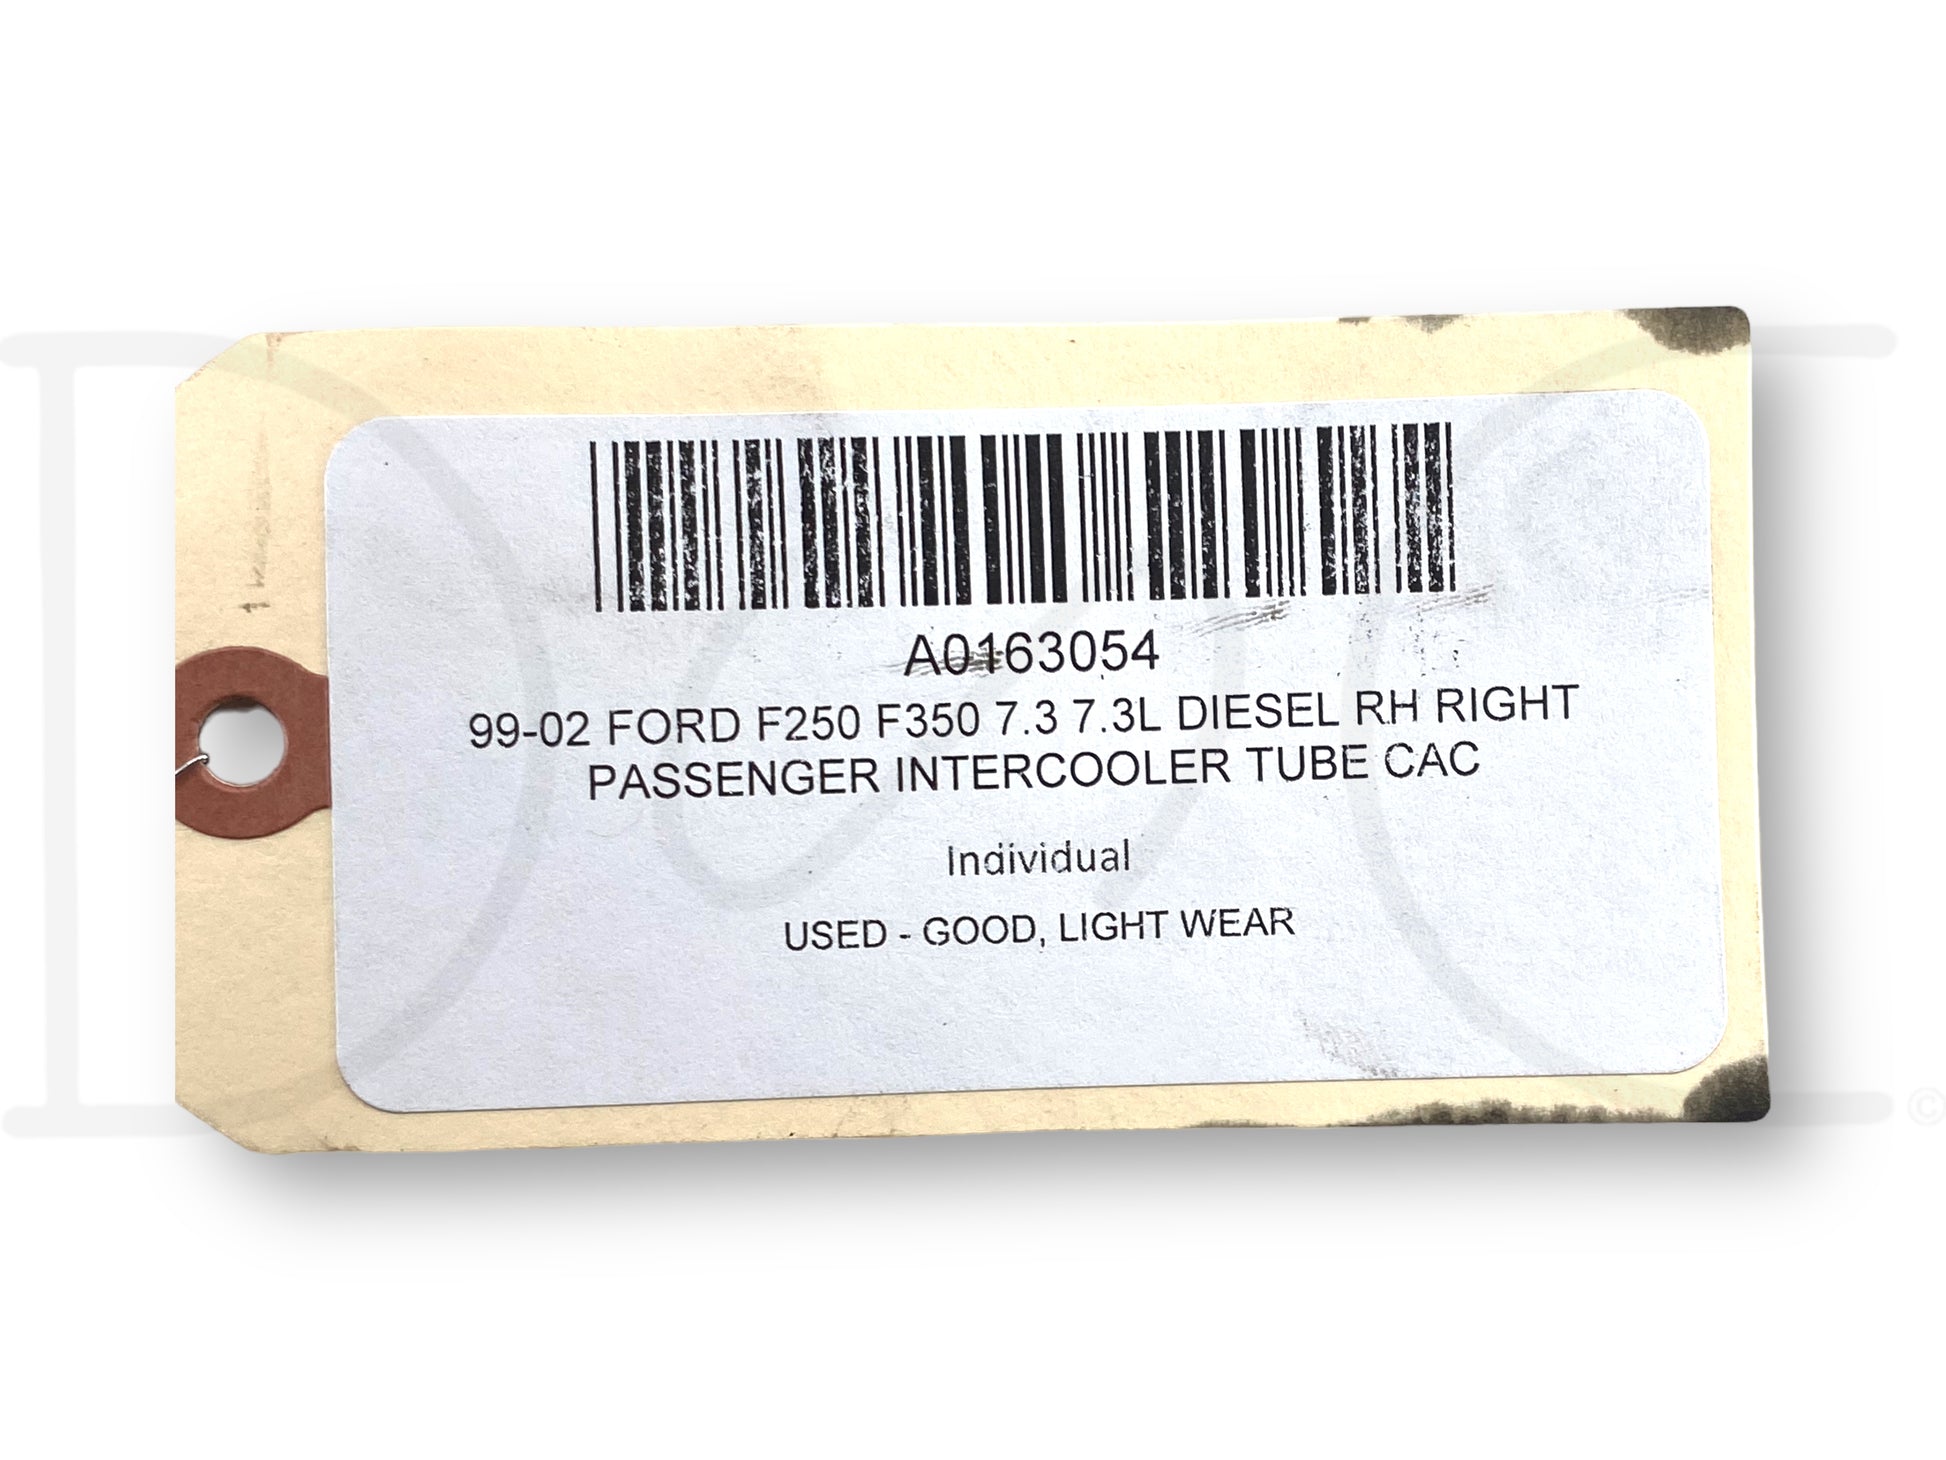 A0163054
99-02 FORD F250 F350 7.3 7.3L DIESEL RH RIGHT
PASSENGER INTERCOOLER TUBE CAC
Individual
USED - GOOD, LIGHT WEAR
©